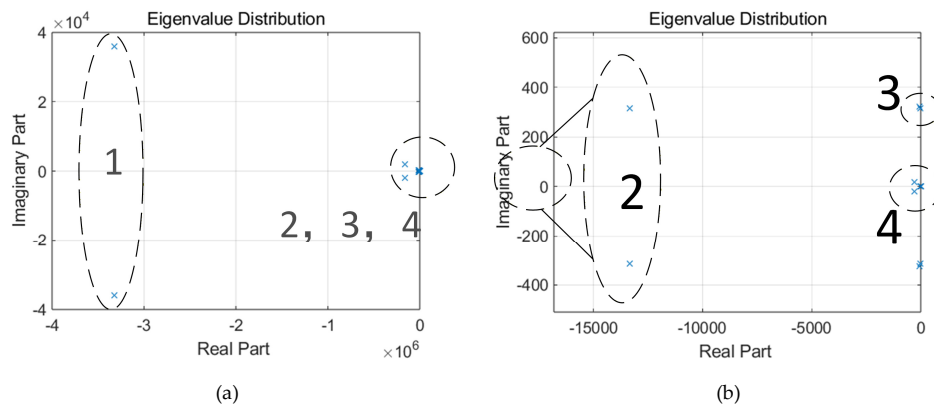 Eigenvalue Distribution
×10⁴
4
2
0
-2
-4
Imaginary Part
1
2, 3, 4
-4
-3
-2
-1
0
Real Part
×10⁶
(a)
Eigenvalue Distribution
600
400
200
0
-200
-400
Imaginary Part
3
2
4
-15000
-10000
-5000
0
Real Part
(b)